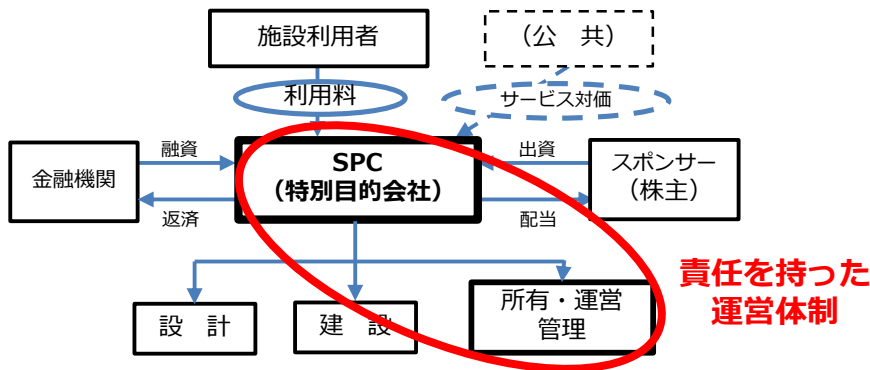 施設利用者
（公　共）
利用料
サービス対価
融資
SPC
（特別目的会社）
出資
金融機関
スポンサー
（株主）
返済
配当
責任を持った
運営体制
設　計
建　設
所有・運営
管理